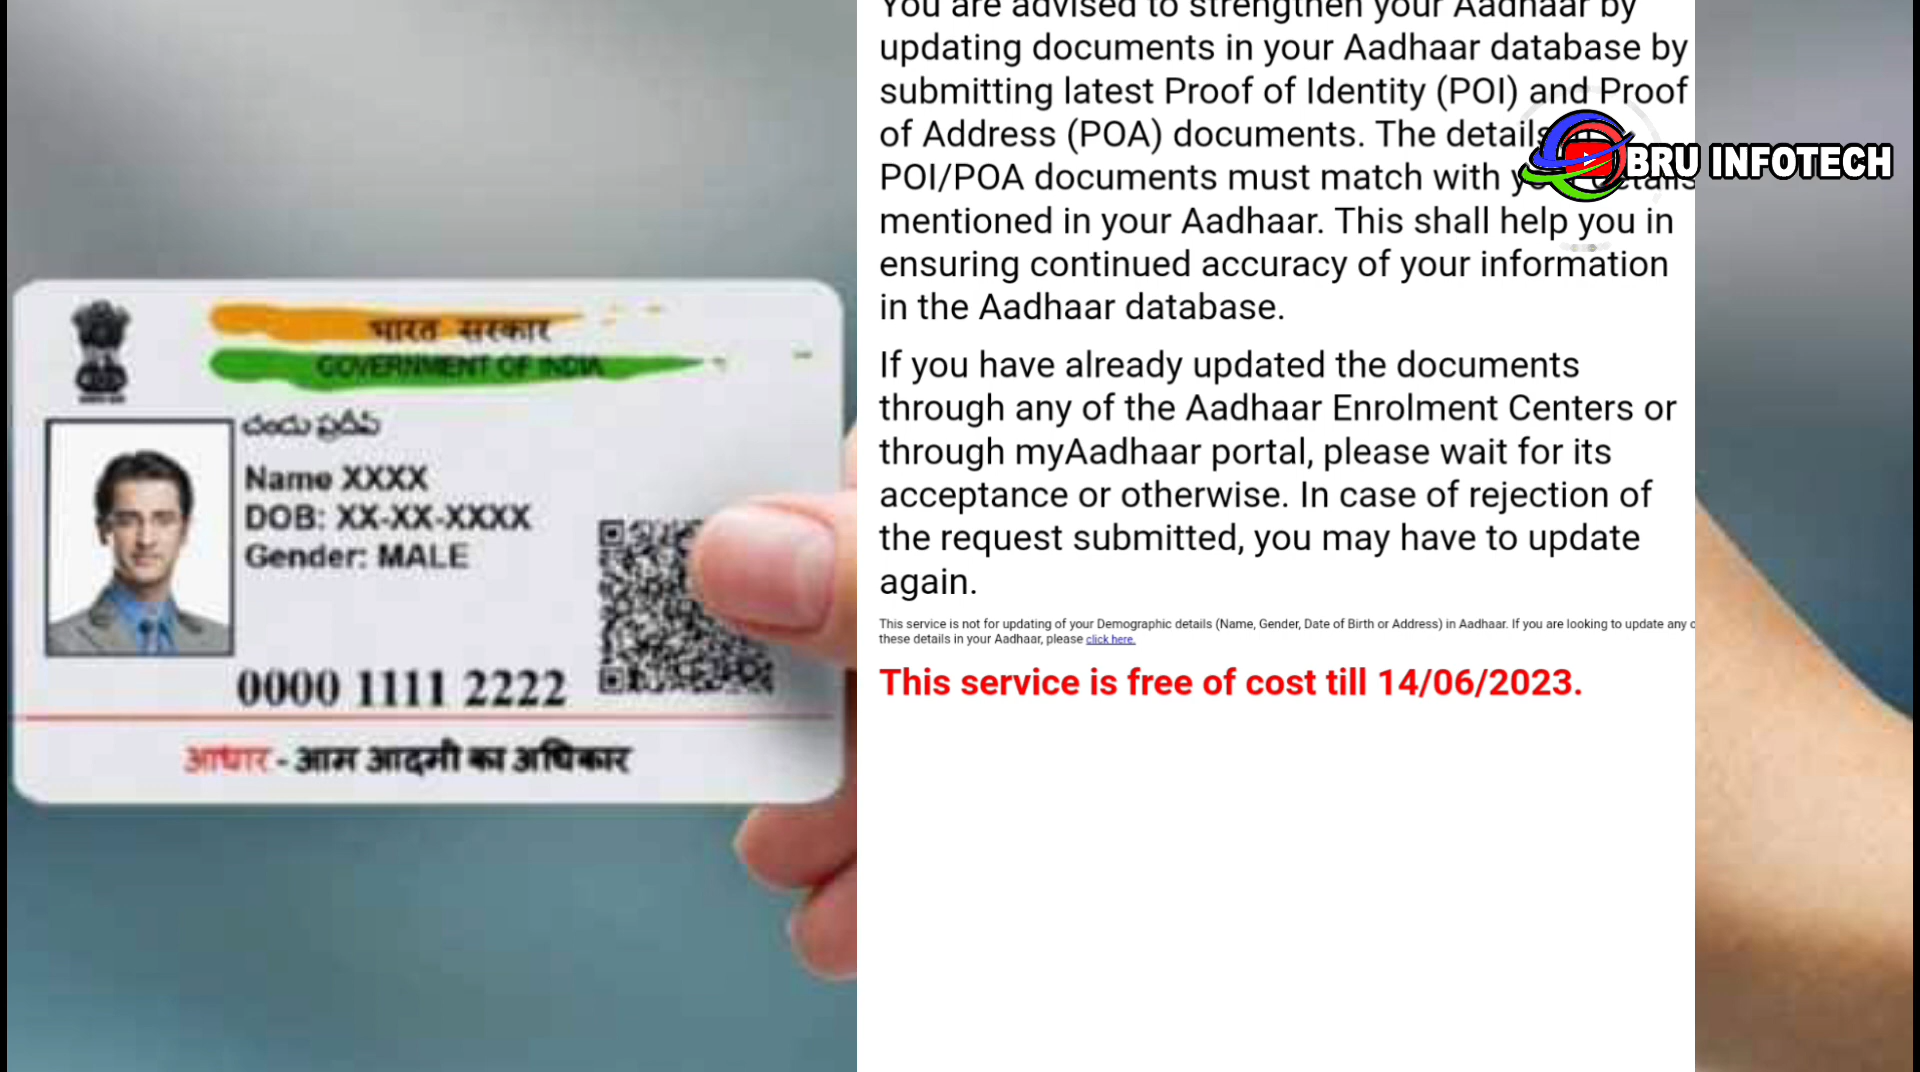 भारत सरकार
GOVERNMENT OF INDIA
చందు ప్రదీప్
Name XXXX
DOB: XX-XX-XXXX
Gender: MALE
0000 1111 2222
आधार - आम आदमी का अधिकार
You are advised to strengthen your Aadhaar by
updating documents in your Aadhaar database by
submitting latest Proof of Identity (POI) and Proof
of Address (POA) documents. The details
POI/POA documents must match with details
mentioned in your Aadhaar. This shall help you in
ensuring continued accuracy of your information
in the Aadhaar database.
If you have already updated the documents
through any of the Aadhaar Enrolment Centers or
through myAadhaar portal, please wait for its
acceptance or otherwise. In case of rejection of
the request submitted, you may have to update
again.
This service is not for updating of your Demographic details (Name, Gender, Date of Birth or Address) in Aadhaar. If you are looking to update any
these details in your Aadhaar, please click here.
This service is free of cost till 14/06/2023.
BRU INFOTECH